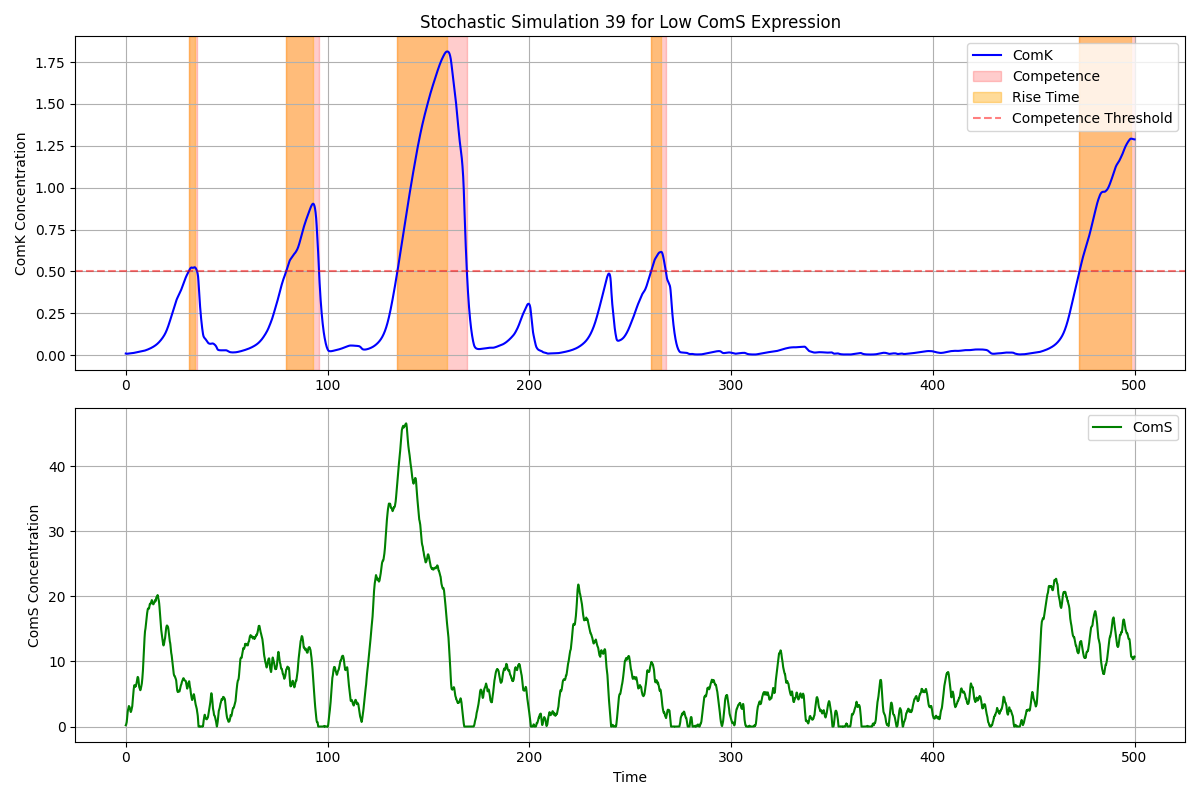 Stochastic Simulation 39 for Low ComS Expression
ComK Concentration
1.75
1.50
1.25
1.00
0.75
0.50
0.25
0.00
ComK
Competence
Rise Time
Competence Threshold
0 100 200 300 400 500
ComS Concentration
40
30
20
10
0
ComS
0 100 200 300 400 500
Time